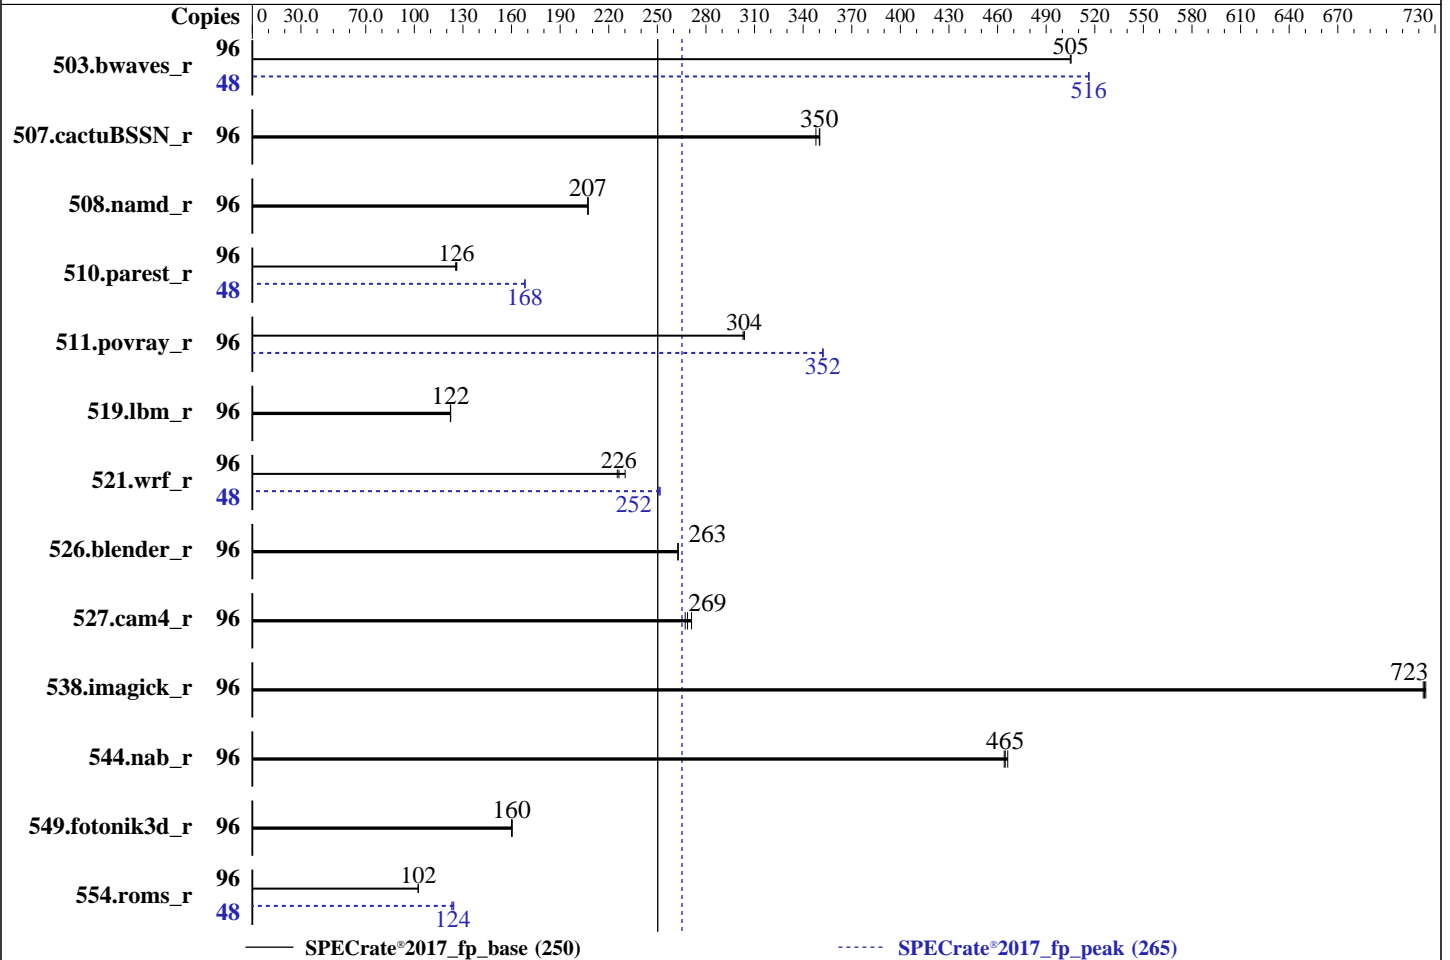 Copies 0 30.0 70.0 100 130 160 190 220 250 280 310 340 370 400 430 460 490 520 550 580 610 640 670 730
503.bwaves_r 96 505
48 516
507.cactuBSSN_r 96 350
508.namd_r 96 207
510.parest_r 96 126
48 168
511.povray_r 96 304
352
519.lbm_r 96 122
521.wrf_r 96 226
48 252
526.blender_r 96 263
527.cam4_r 96 269
538.imagick_r 96 723
544.nab_r 96 465
549.fotonik3d_r 96 160
554.roms_r 96 102
48 124
SPECrate®2017_fp_base (250) SPECrate®2017_fp_peak (265)